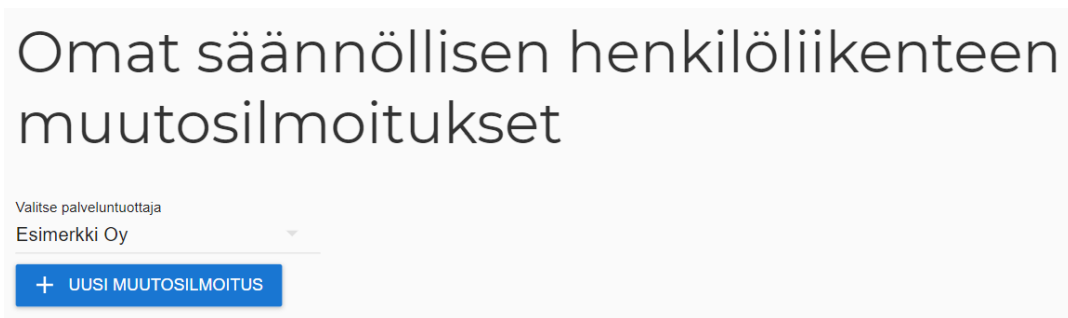 Omat säännöllisen henkilöliikenteen
muutosilmoitukset
Valitse palveluntuottaja
Esimerkki Oy
UUSI MUUTOSILMOITUS